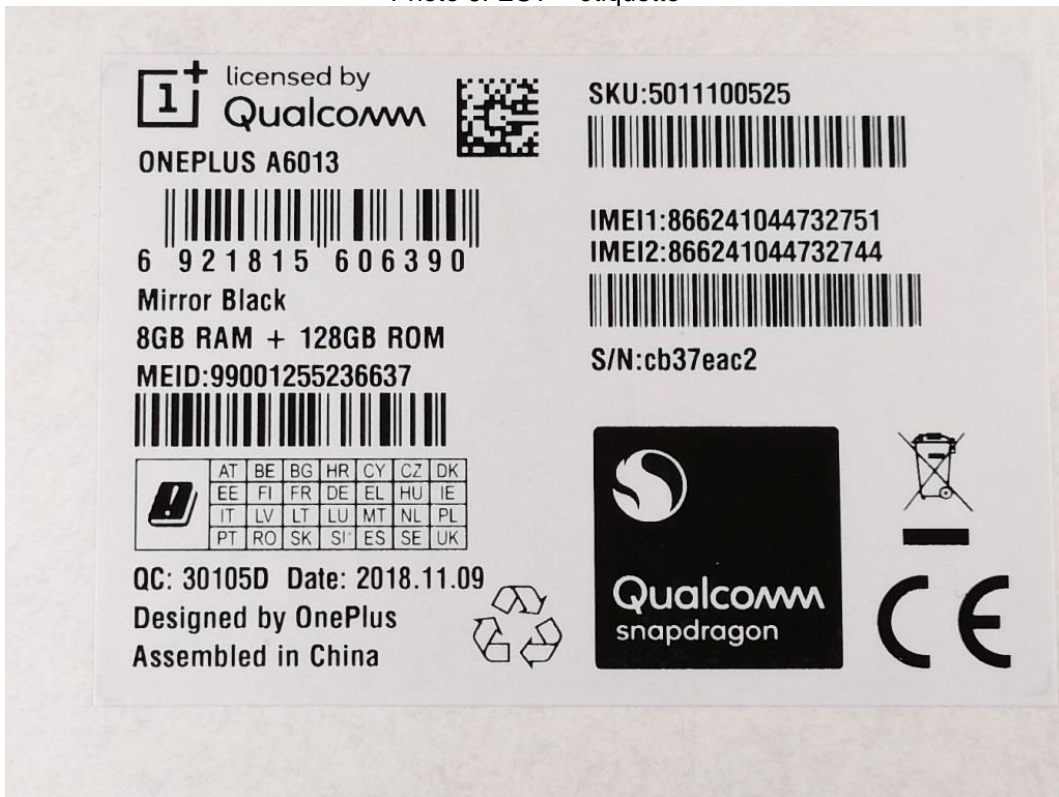 licensed by
Qualcomm
ONEPLUS A6013
6 921815 606390
Mirror Black
8GB RAM + 128GB ROM
MEID:99001255236637
AT BE BG HR CY CZ DK
EE FI FR DE EL HU IE
IT LV LT LU MT NL PL
PT RO SK SI ES SE UK
QC: 30105D Date: 2018.11.09
Designed by OnePlus
Assembled in China
SKU:5011100525
IMEI1:866241044732751
IMEI2:866241044732744
S/N:cb37eac2
Qualcomm
snapdragon
CE